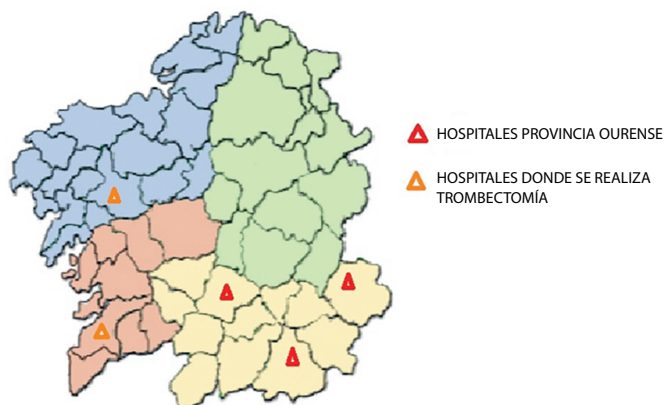 HOSPITALES PROVINCIA OURENSE
HOSPITALES DONDE SE REALIZA
TROMBECTOMÍA